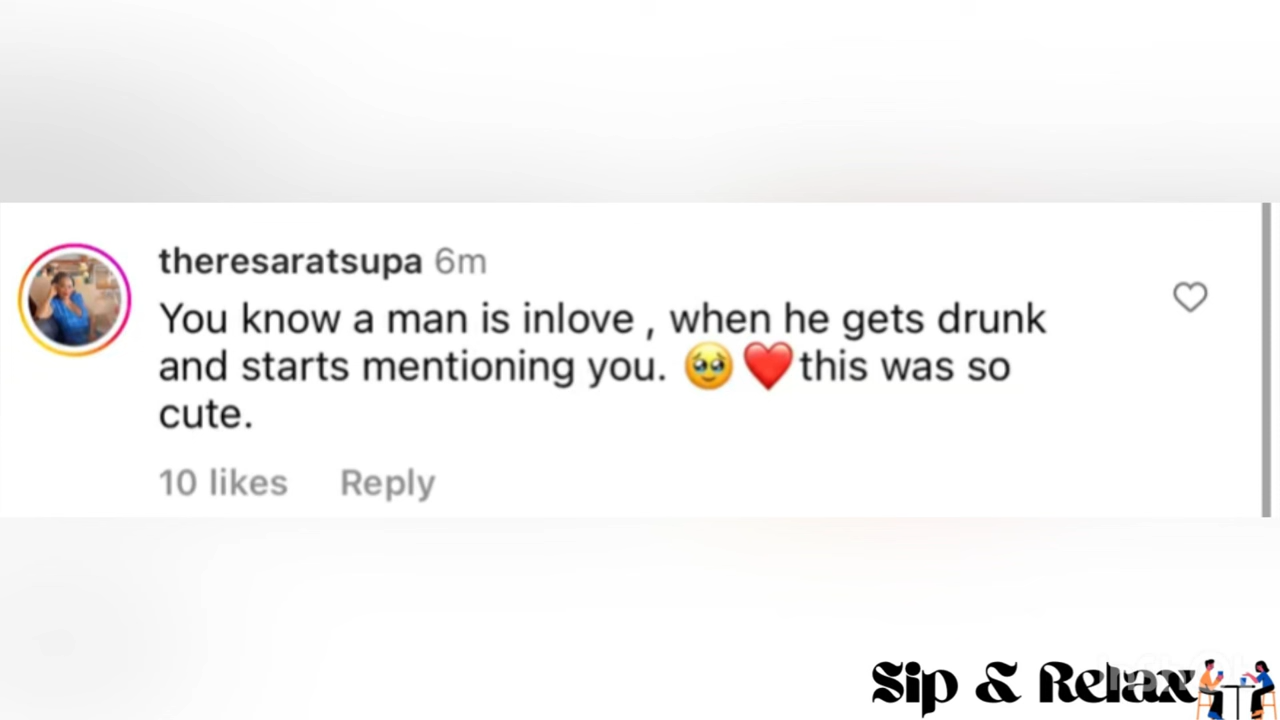 theresaratsupa 6m
You know a man is inlove , when he gets drunk
and starts mentioning you. 🥹 ❤️this was so
cute.
10 likes Reply
Sip & Relax